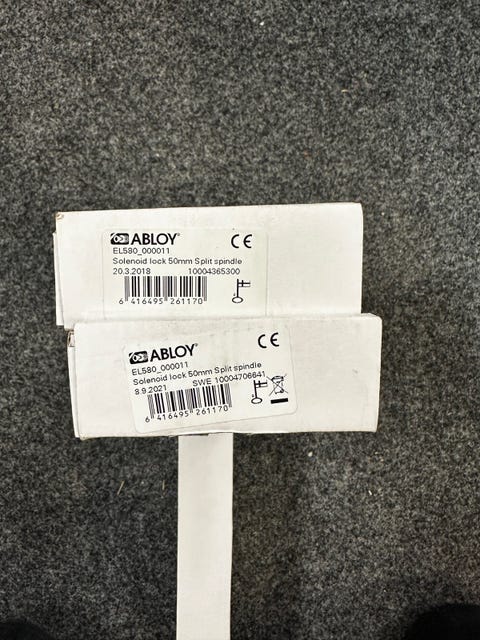 ABLOY
CE
EL580_000011
Solenoid lock 50mm Split spindle
20.3.2018 10004365300
6 416495 261170
ABLOY
CE
EL580_000011
Solenoid lock 50mm Split spindle
8.9.2021 SWE 10004706641
6 416495 261170